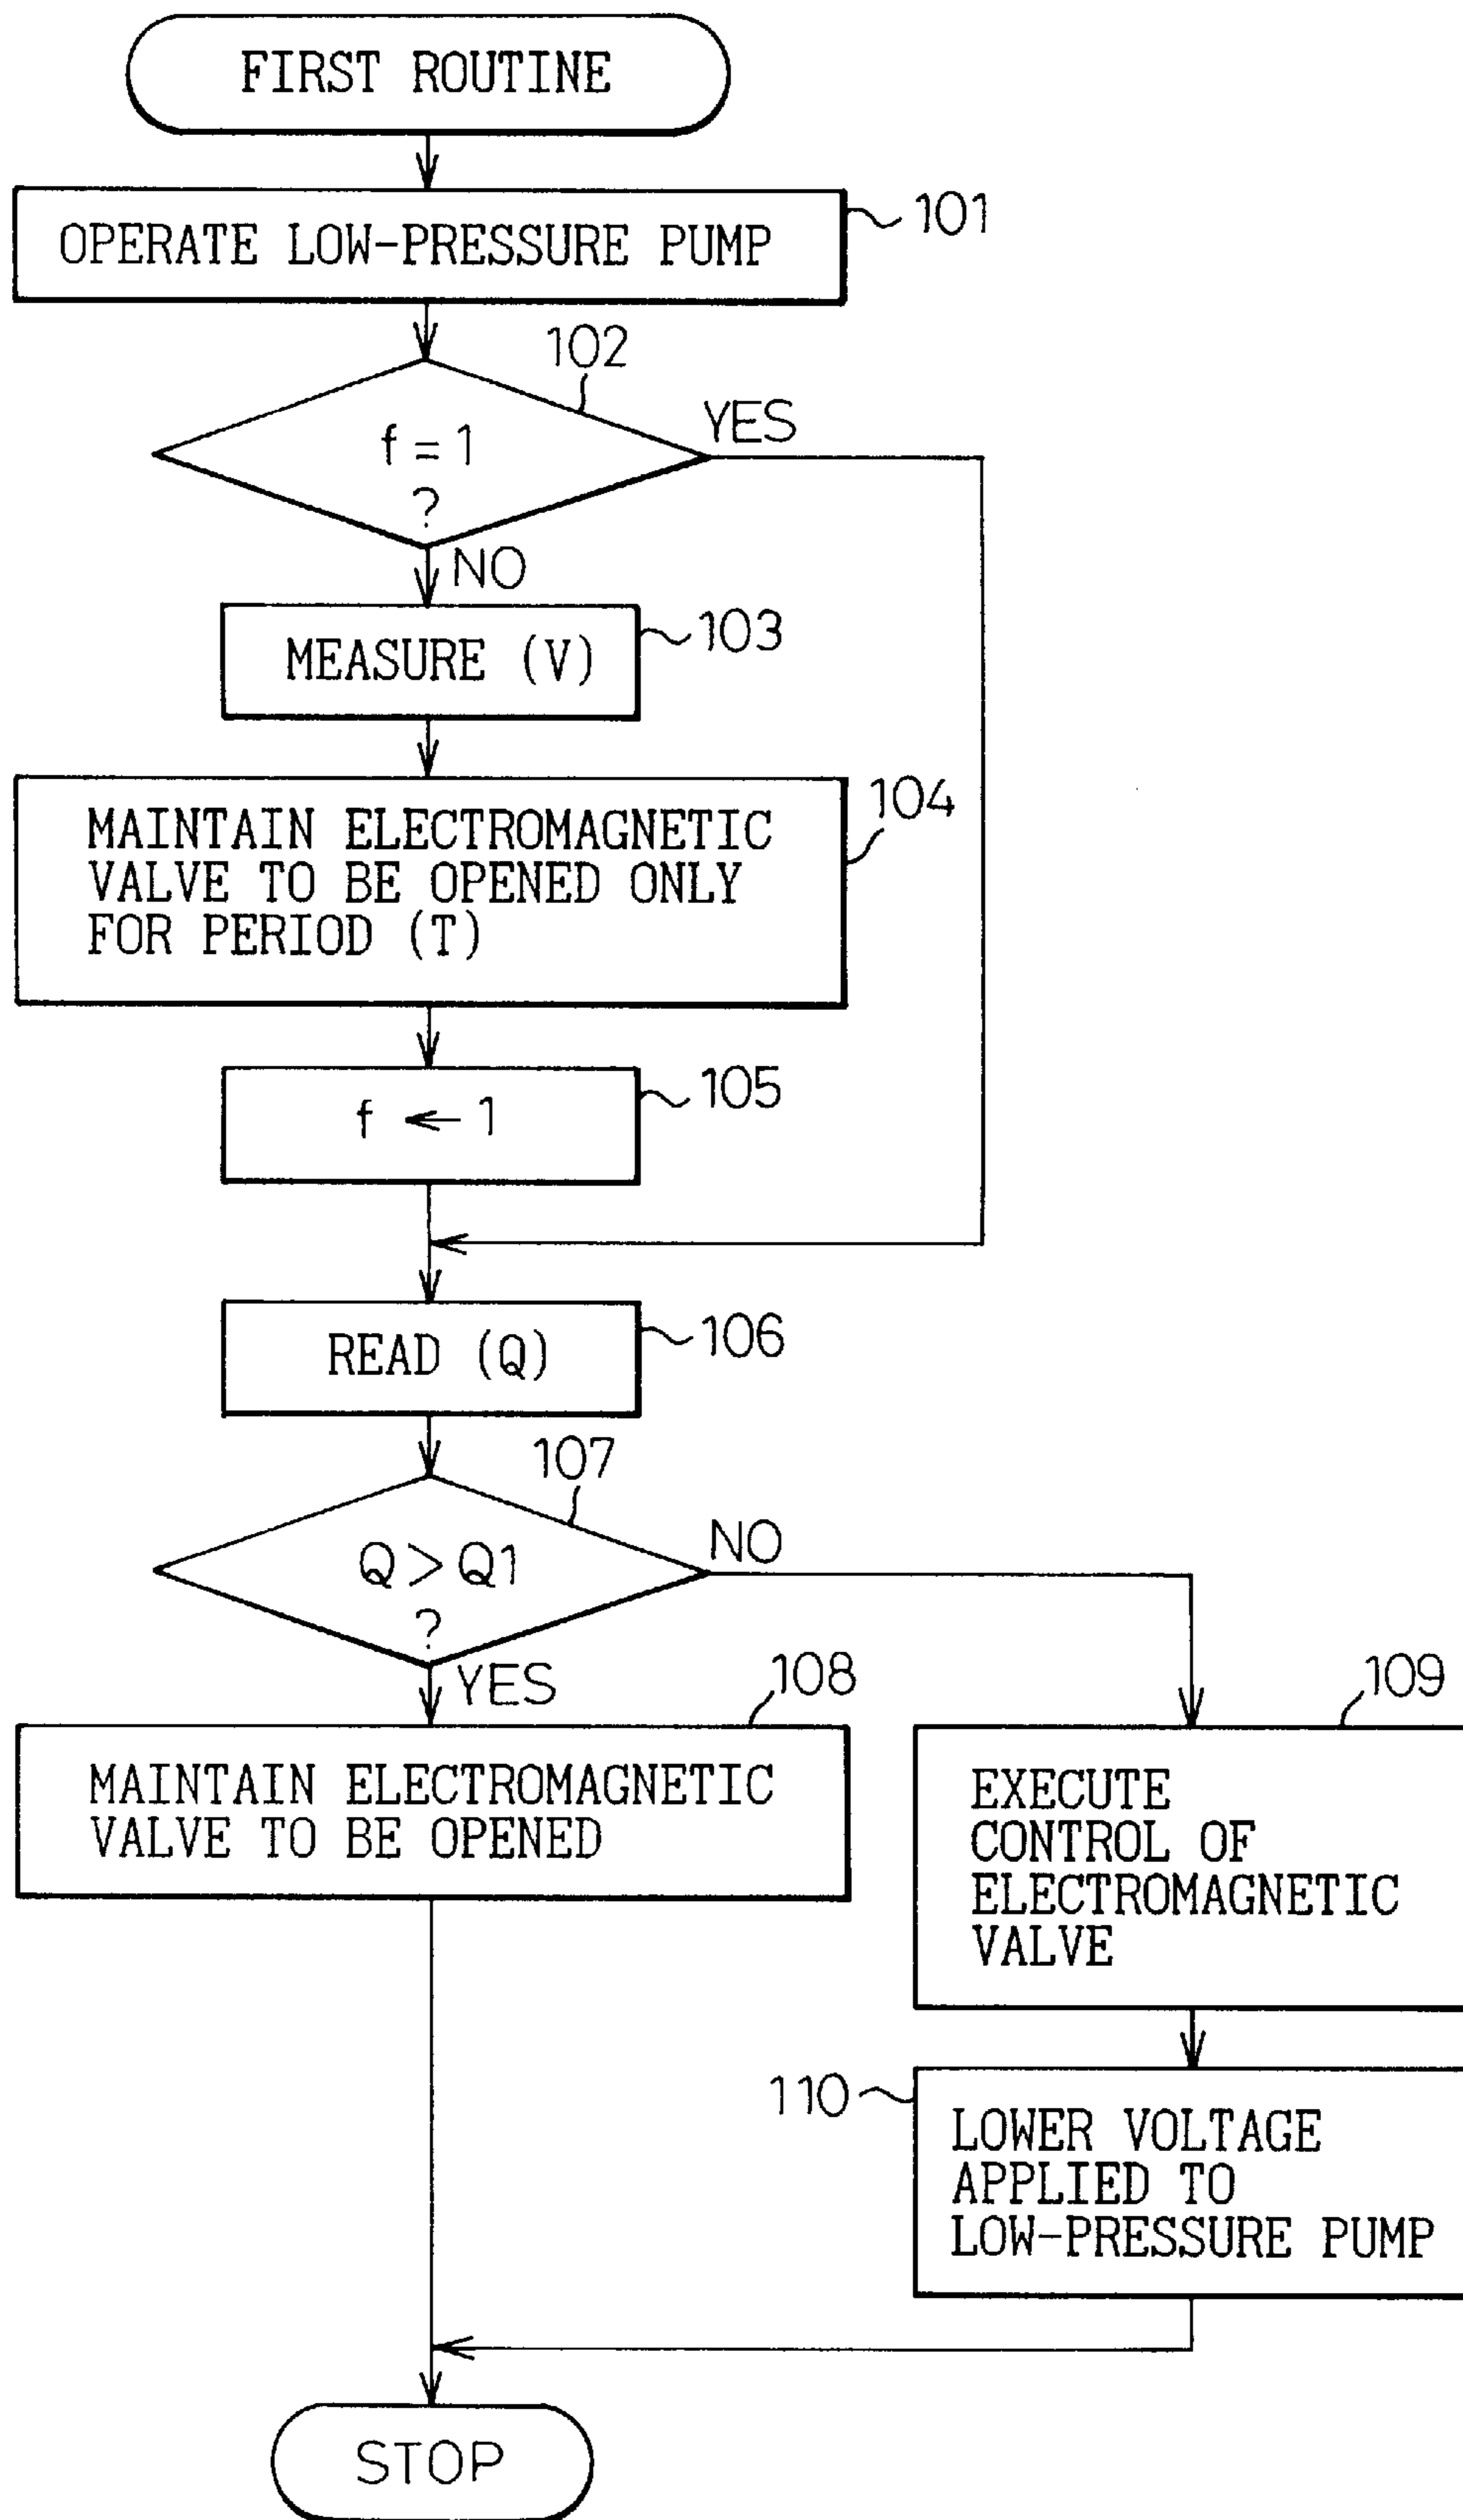 FIRST ROUTINE
OPERATE LOW-PRESSURE PUMP
101
102
f = 1
?
YES
NO
MEASURE (V)
103
MAINTAIN ELECTROMAGNETIC
VALVE TO BE OPENED ONLY
FOR PERIOD (T)
104
f ← 1
105
READ (Q)
106
107
Q > Q1
?
NO
YES
108
MAINTAIN ELECTROMAGNETIC
VALVE TO BE OPENED
109
EXECUTE
CONTROL OF
ELECTROMAGNETIC
VALVE
110
LOWER VOLTAGE
APPLIED TO
LOW-PRESSURE PUMP
STOP